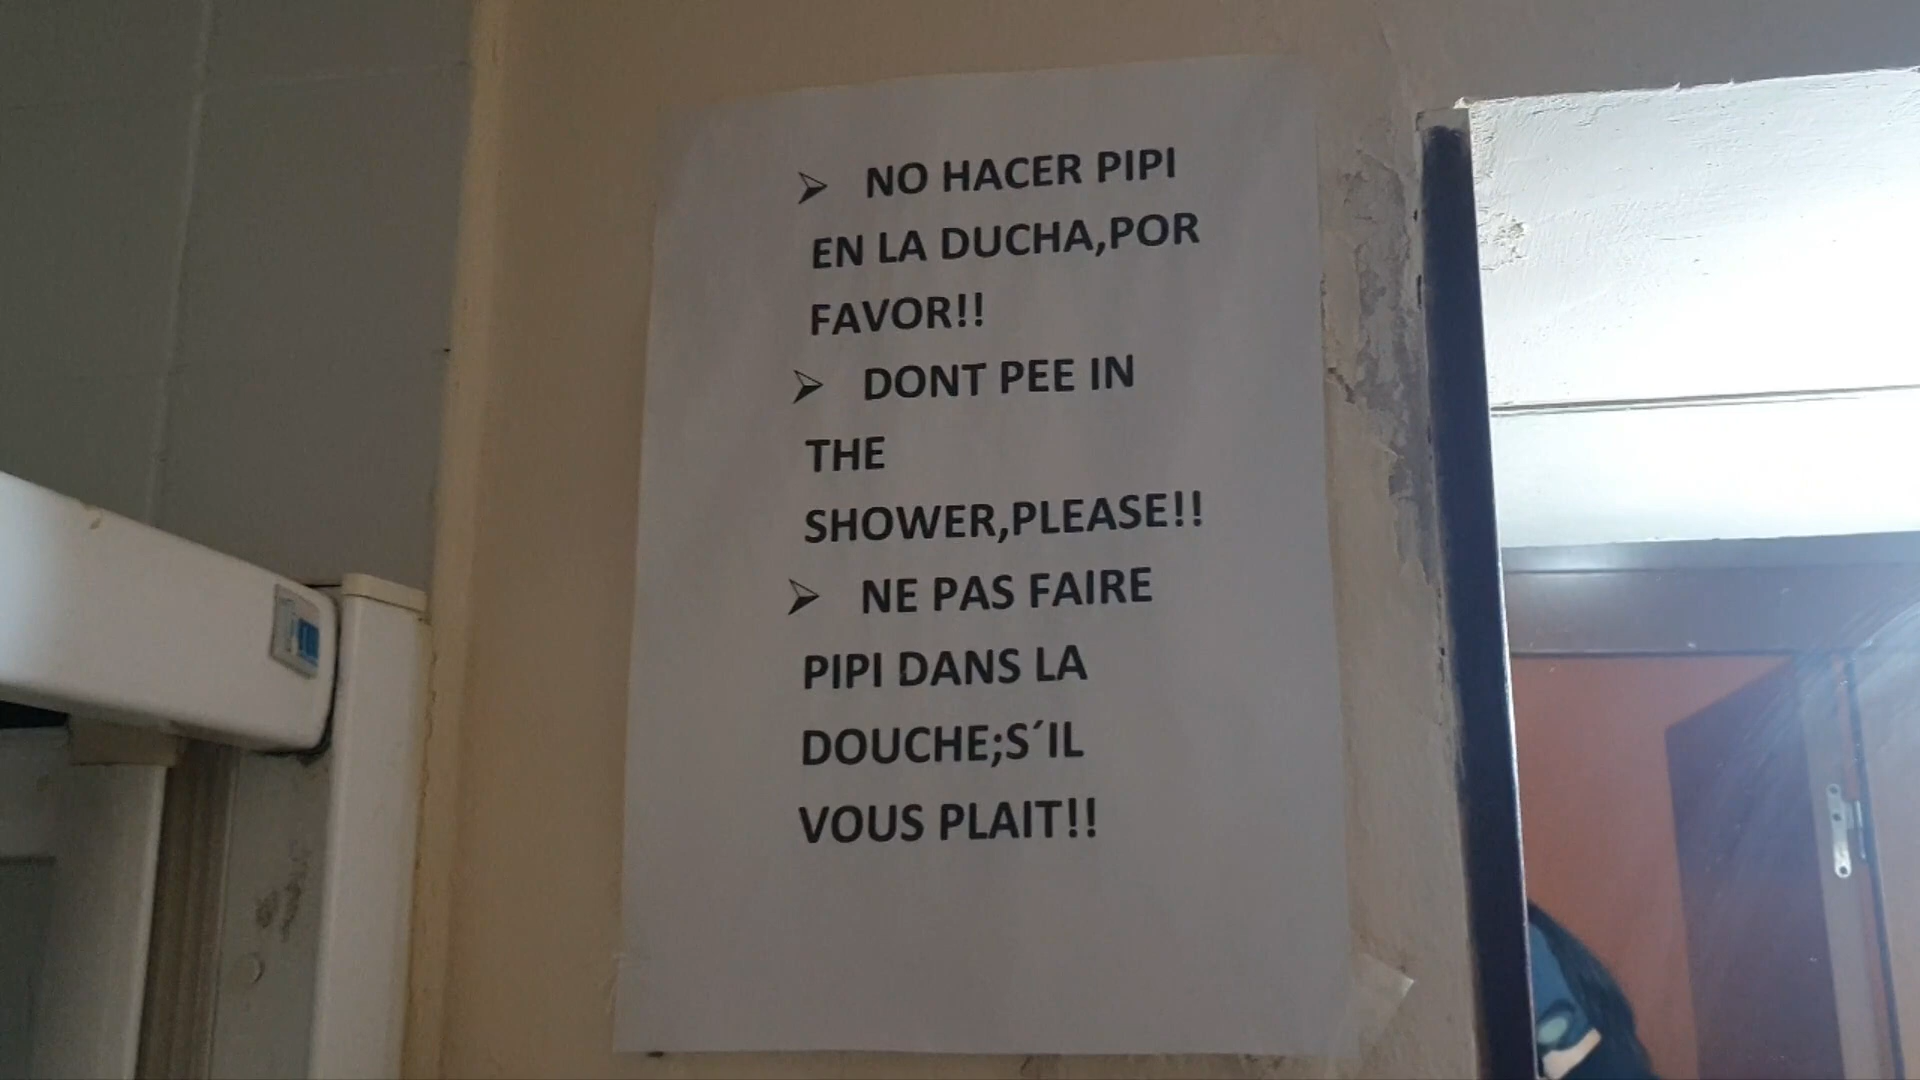 ➢ NO HACER PIPI
EN LA DUCHA,POR
FAVOR!!
➢ DONT PEE IN
THE
SHOWER,PLEASE!!
➢ NE PAS FAIRE
PIPI DANS LA
DOUCHE;S´IL
VOUS PLAIT!!